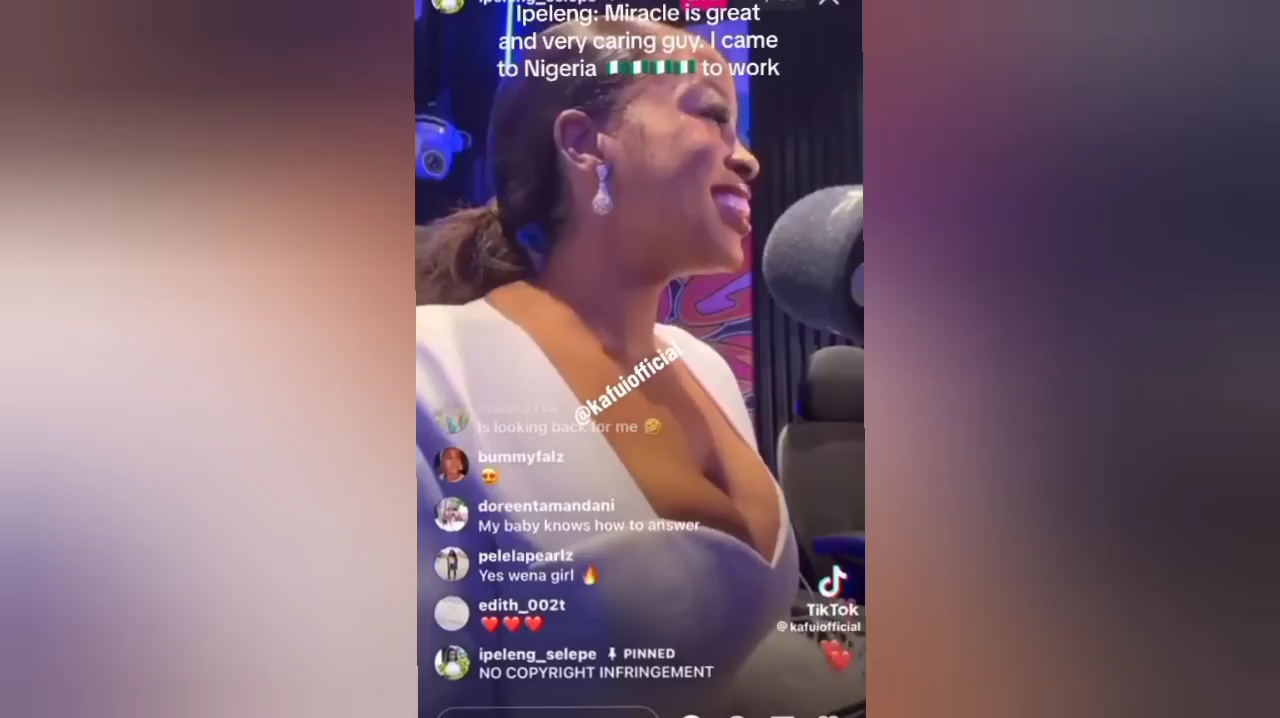 ipeleng_selepe
Ipeleng: Miracle is great
and very caring guy. I came
to Nigeria 🇳🇬🇳🇬🇳🇬🇳🇬 to work
@kafuiofficial
Is looking back for me 🤣
bummyfalz
😍
doreentamandani
My baby knows how to answer
pelelapearlz
Yes wena girl 🔥
edith_002t
❤️❤️❤️
ipeleng_selepe 📌 PINNED
NO COPYRIGHT INFRINGEMENT
TikTok
@kafuiofficial